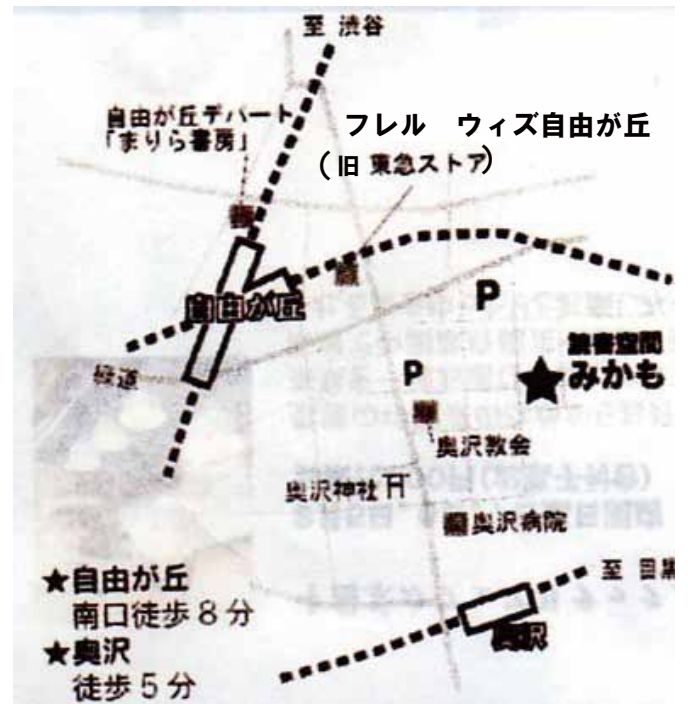 至 渋谷
自由が丘デパート
「まりら書房」
フレル ウィズ自由が丘
(旧 東急ストア)
自由が丘
P
緑道
P
読書空間
みかも
奥沢教会
奥沢神社
奥沢病院
至 目黒
奥沢
★自由が丘
南口徒歩8分
★奥沢
徒歩5分